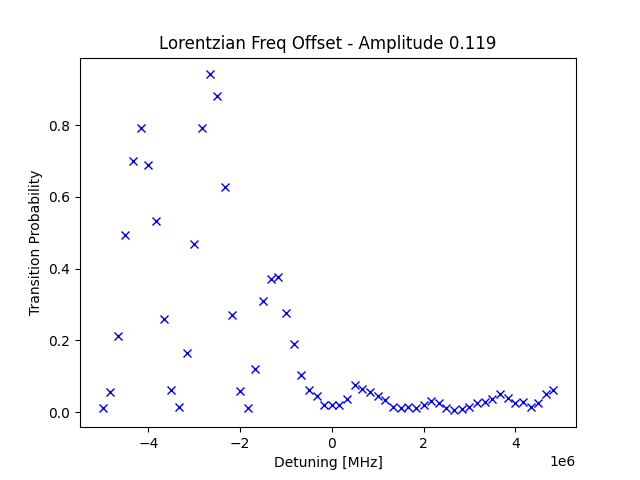 Lorentzian Freq Offset - Amplitude 0.119
Transition Probability
0.8
0.6
0.4
0.2
0.0
−4
−2
0
2
4
1e6
Detuning [MHz]